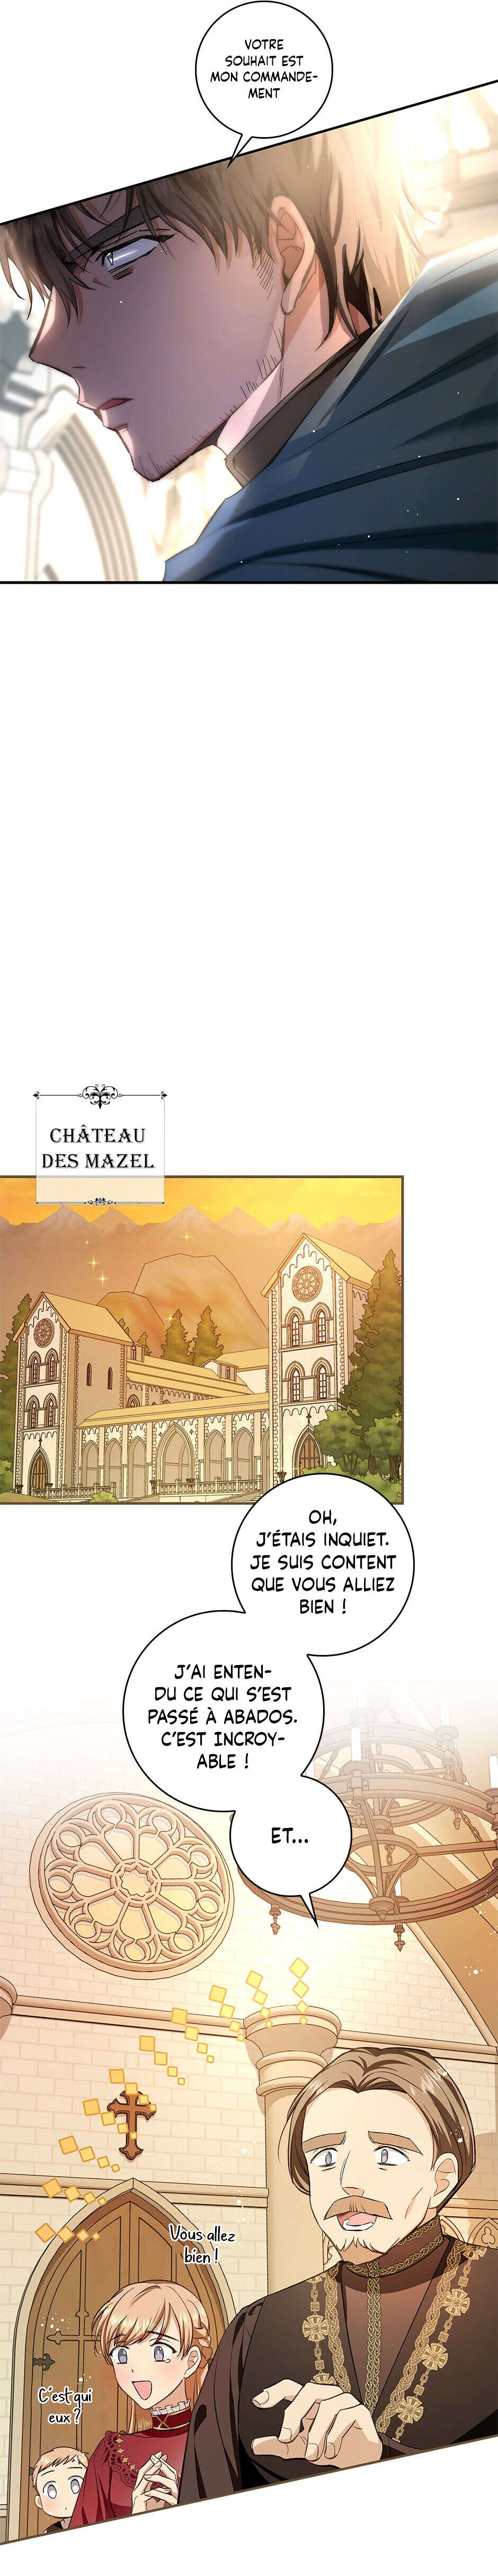 VOTRE
SOUHAIT EST
MON COMMANDE-
MENT
CHÂTEAU
DES MAZEL
OH,
J'ÉTAIS INQUIET.
JE SUIS CONTENT
QUE VOUS ALLIEZ
BIEN !
J'AI ENTEN-
DU CE QUI S'EST
PASSÉ À ABADOS.
C'EST INCROY-
ABLE !
ET...
Vous allez
bien !
C'est qui
eux ?